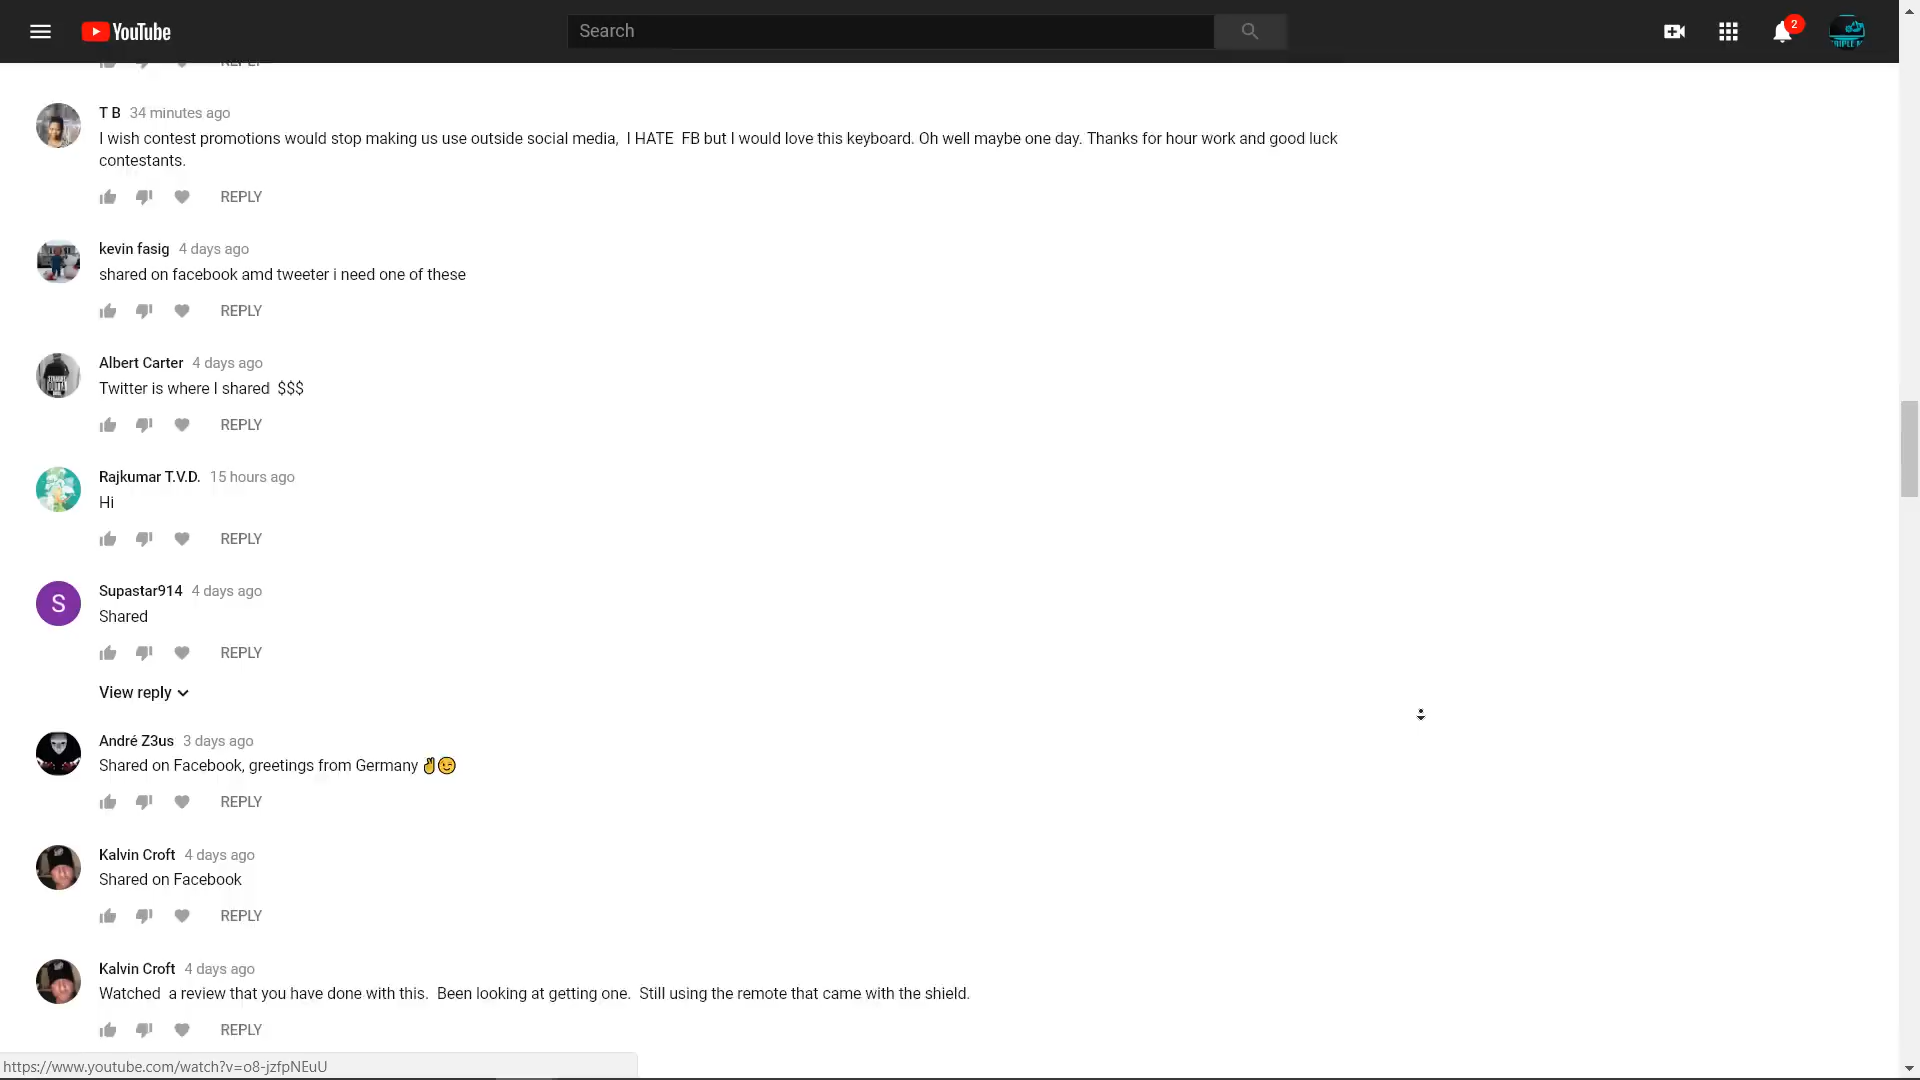 YouTube
Search
2
REPLY
T B 34 minutes ago
I wish contest promotions would stop making us use outside social media,  I HATE  FB but I would love this keyboard. Oh well maybe one day. Thanks for hour work and good luck
contestants.
REPLY
kevin fasig 4 days ago
shared on facebook amd tweeter i need one of these
REPLY
Albert Carter 4 days ago
Twitter is where I shared  $$$
REPLY
Rajkumar T.V.D. 15 hours ago
Hi
REPLY
S
Supastar914 4 days ago
Shared
REPLY
View reply
André Z3us 3 days ago
Shared on Facebook, greetings from Germany ✌😉
REPLY
Kalvin Croft 4 days ago
Shared on Facebook
REPLY
Kalvin Croft 4 days ago
Watched  a review that you have done with this.  Been looking at getting one.  Still using the remote that came with the shield.
REPLY
https://www.youtube.com/watch?v=o8-jzfpNEuU